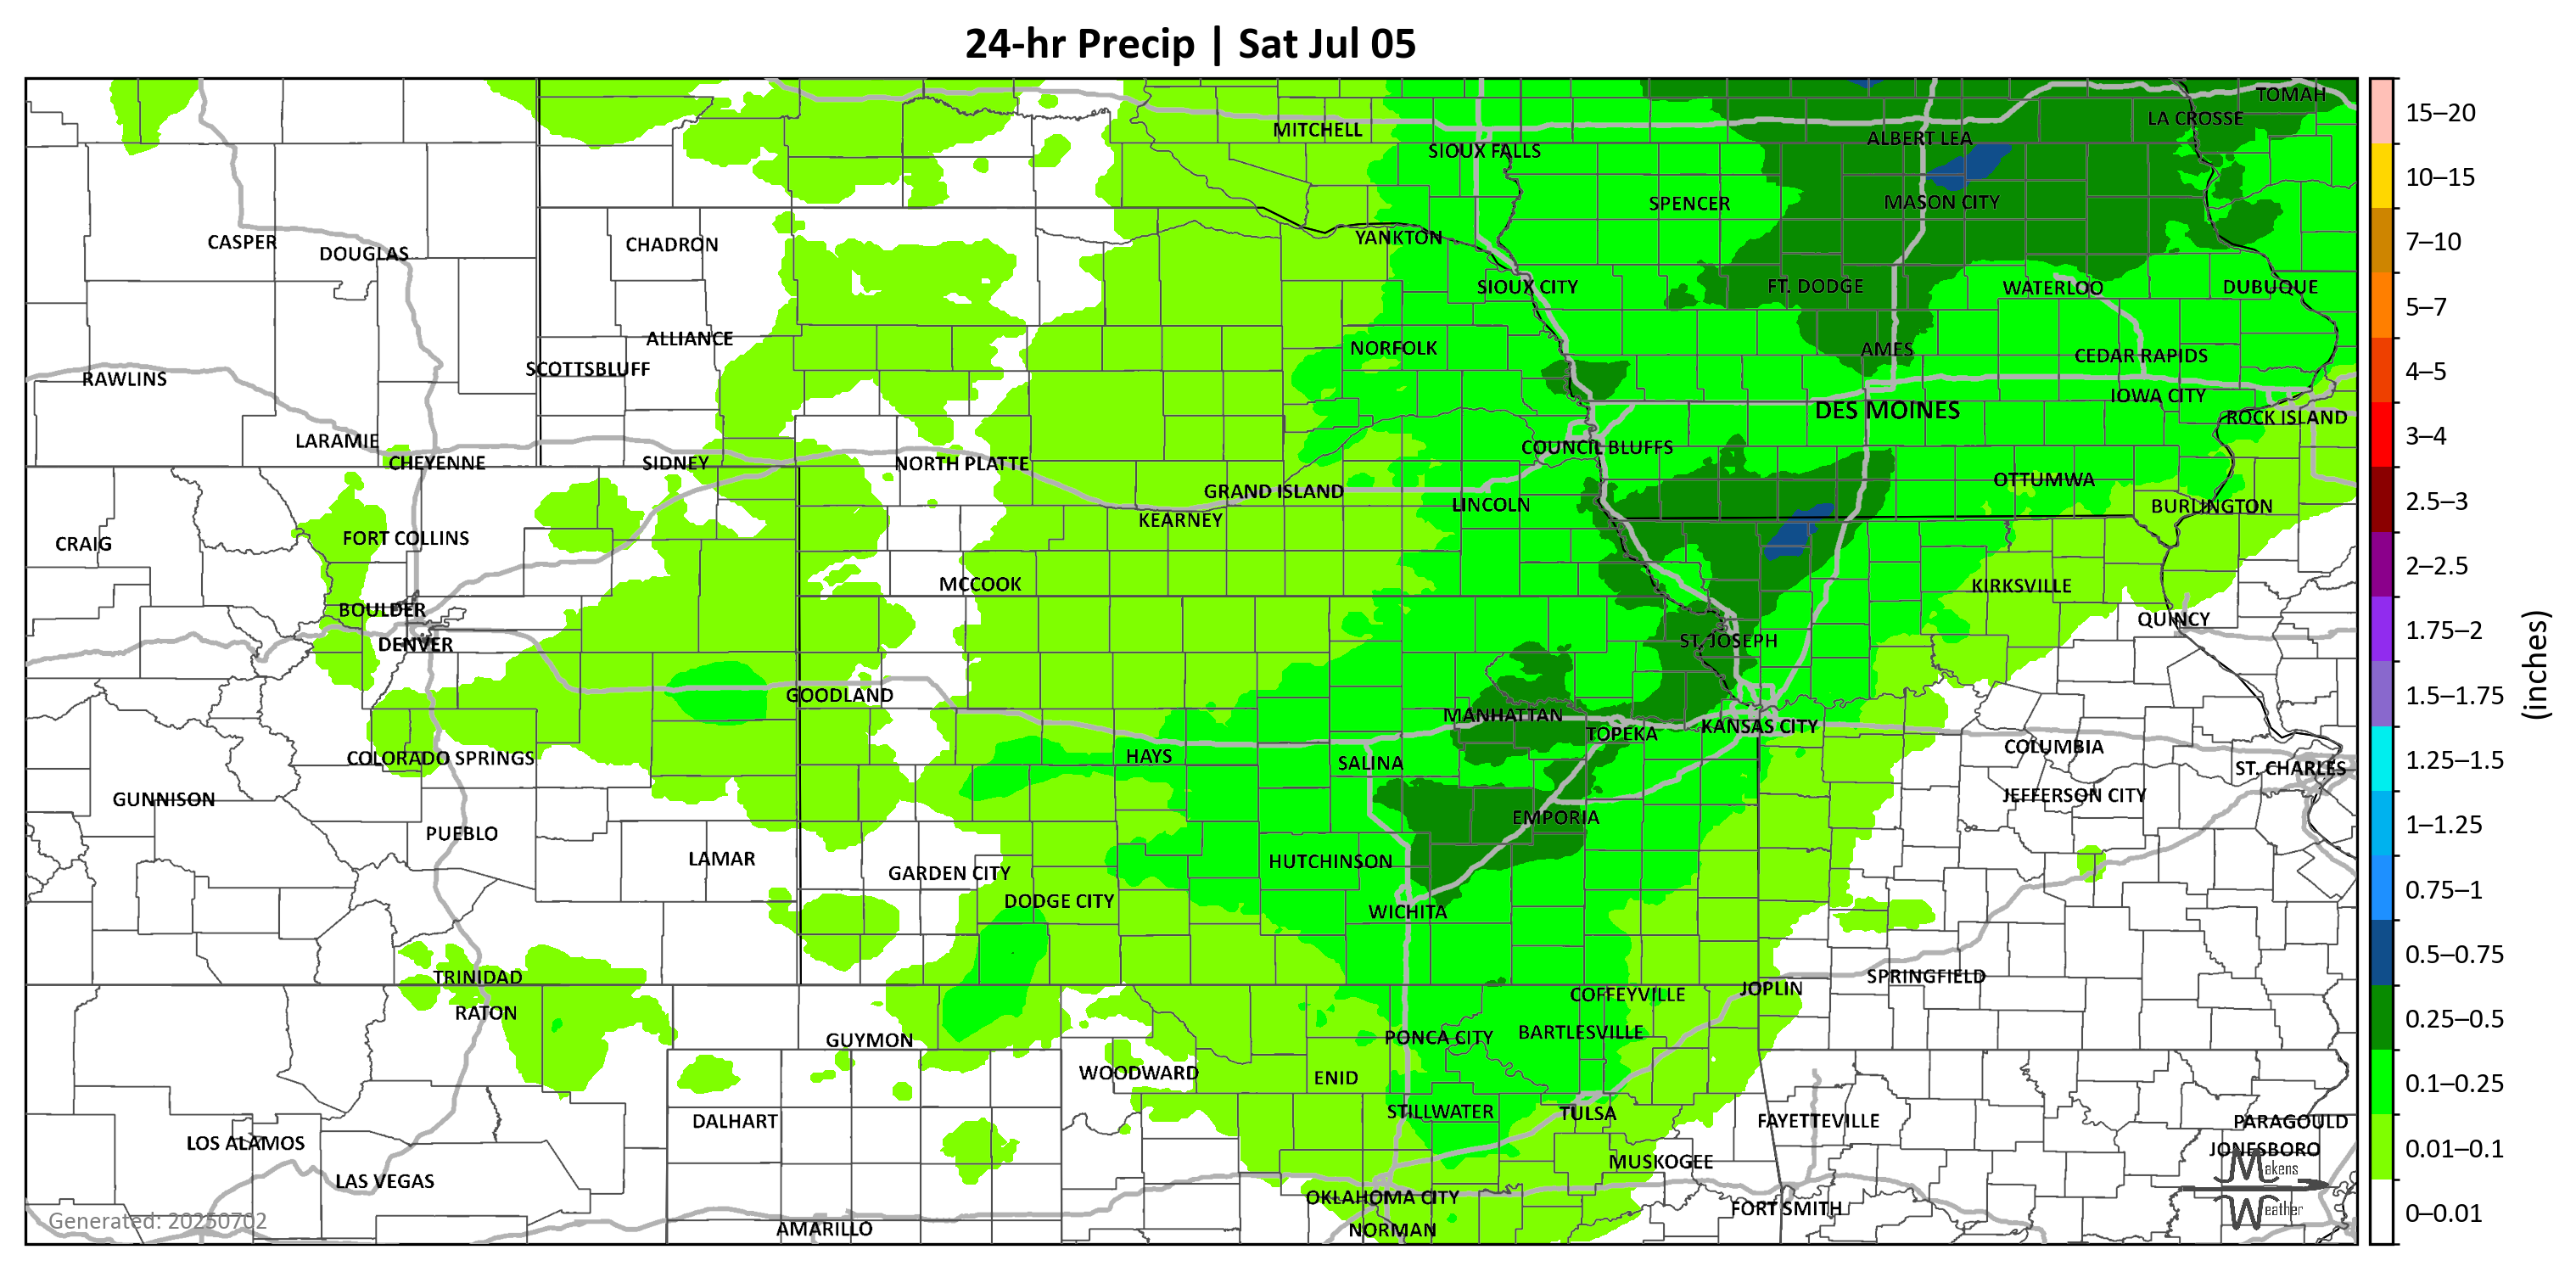 24-hr Precip | Sat Jul 05
TOMAH
LA CROSSE
MITCHELL
ALBERT LEA
SIOUX FALLS
SPENCER
MASON CITY
YANKTON
CASPER
CHADRON
DOUGLAS
SIOUX CITY
FT. DODGE
WATERLOO
DUBUQUE
ALLIANCE
NORFOLK
AMES
CEDAR RAPIDS
SCOTTSBLUFF
RAWLINS
IOWA CITY
DES MOINES
ROCK ISLAND
LARAMIE
COUNCIL BLUFFS
CHEYENNE
SIDNEY
NORTH PLATTE
OTTUMWA
GRAND ISLAND
LINCOLN
BURLINGTON
KEARNEY
FORT COLLINS
CRAIG
MCCOOK
KIRKSVILLE
BOULDER
QUINCY
DENVER
ST. JOSEPH
GOODLAND
MANHATTAN
KANSAS CITY
TOPEKA
COLUMBIA
COLORADO SPRINGS
HAYS
SALINA
ST. CHARLES
GUNNISON
JEFFERSON CITY
EMPORIA
PUEBLO
LAMAR
HUTCHINSON
GARDEN CITY
DODGE CITY
WICHITA
TRINIDAD
SPRINGFIELD
JOPLIN
COFFEYVILLE
RATON
BARTLESVILLE
PONCA CITY
GUYMON
WOODWARD
ENID
STILLWATER
TULSA
DALHART
FAYETTEVILLE
PARAGOULD
LOS ALAMOS
JONESBORO
MUSKOGEE
LAS VEGAS
OKLAHOMA CITY
FORT SMITH
AMARILLO
NORMAN
Generated: 20250702
Makens
Weather
15–20
10–15
7–10
5–7
4–5
3–4
2.5–3
2–2.5
1.75–2
1.5–1.75
1.25–1.5
1–1.25
0.75–1
0.5–0.75
0.25–0.5
0.1–0.25
0.01–0.1
0–0.01
(inches)